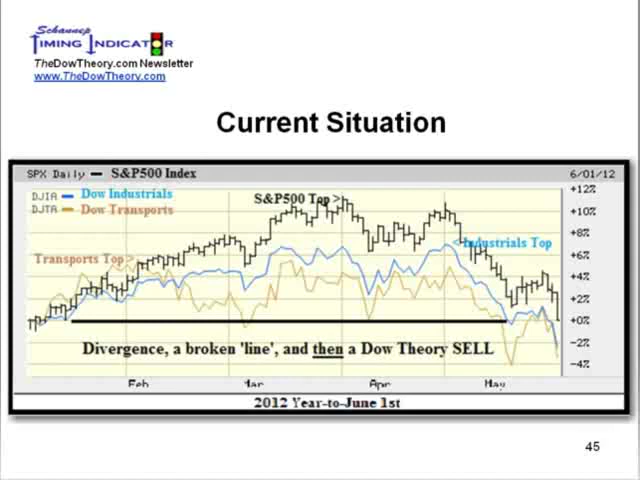 Schannep
TIMING INDICATOR
TheDowTheory.com Newsletter
www.TheDowTheory.com
Current Situation
SPX Daily S&P500 Index 6/01/12
DJIA Dow Industrials
DJTA Dow Transports
S&P500 Top >
< Industrials Top
Transports Top >
+12%
+10%
+8%
+6%
+4%
+2%
+0%
-2%
-4%
Divergence, a broken 'line', and then a Dow Theory SELL
Feb Mar Apr May
2012 Year-to-June 1st
45